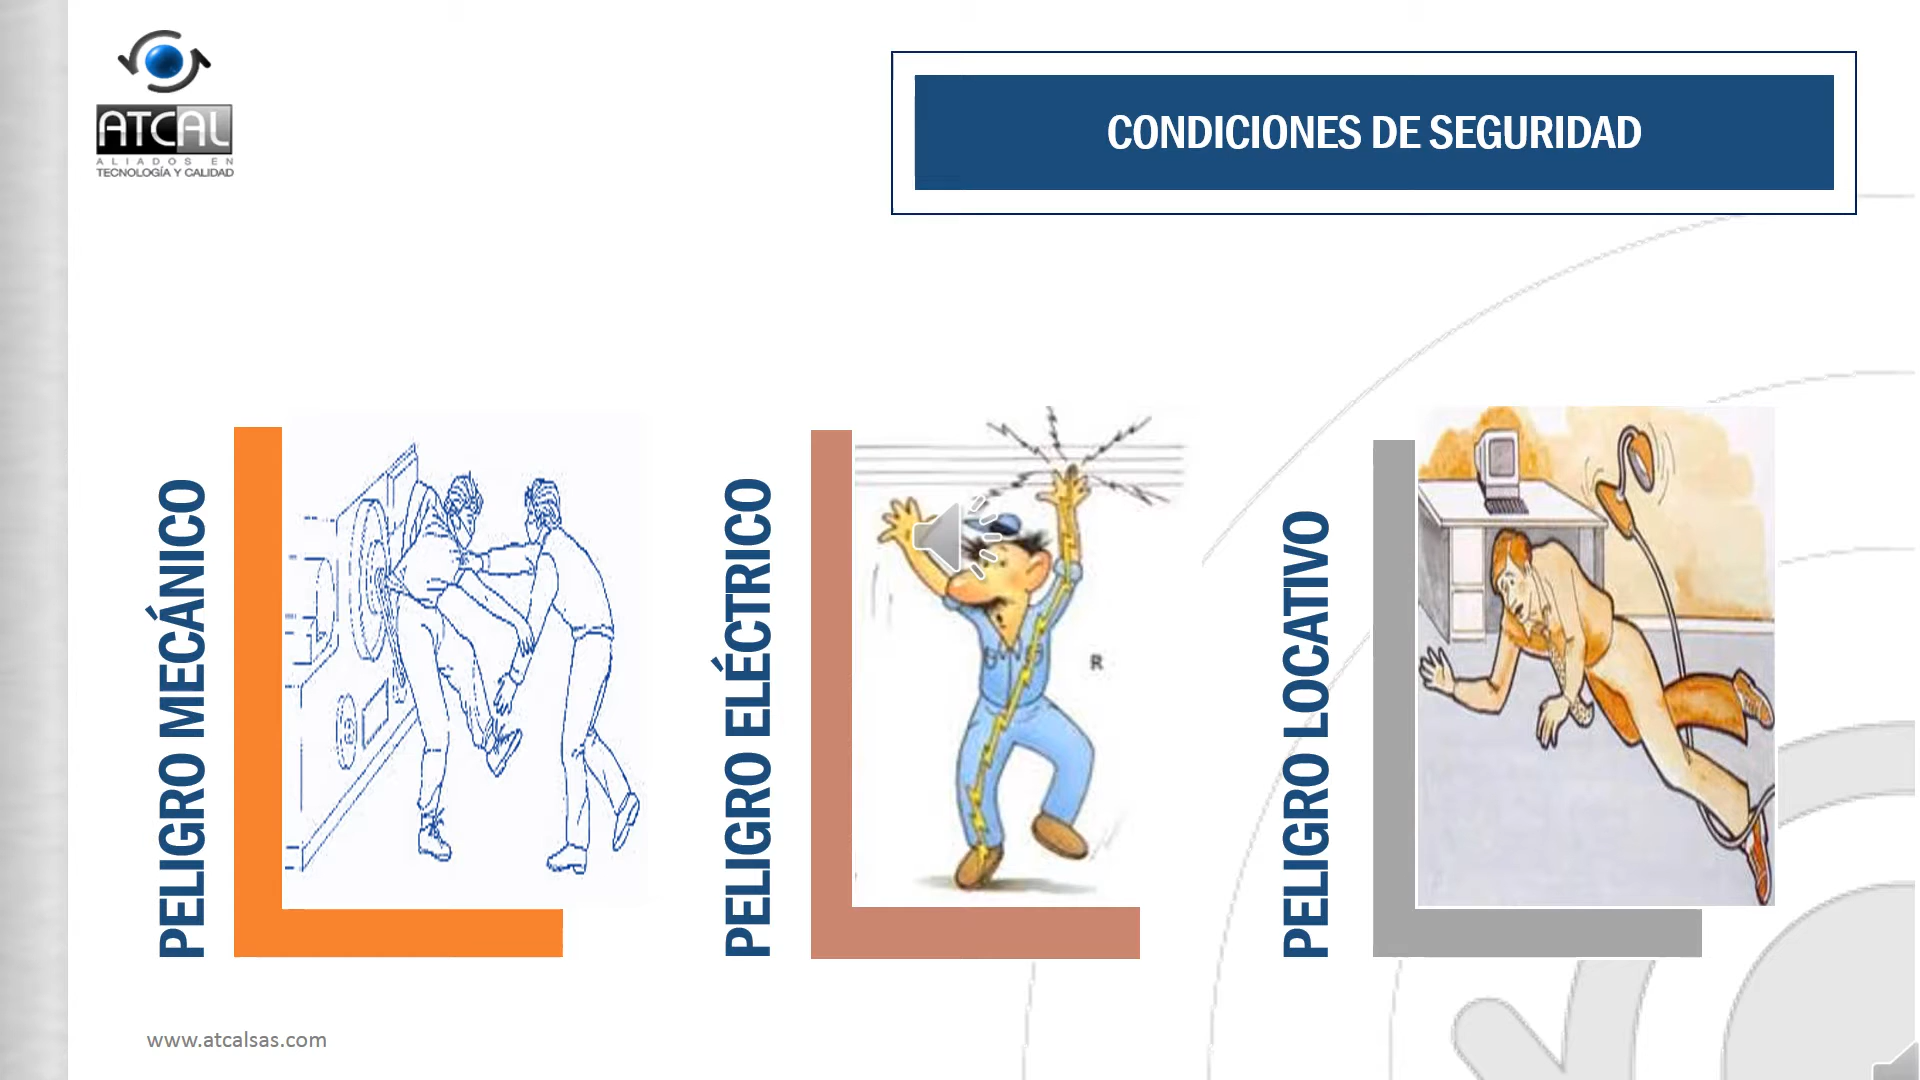 ATCAL
ALIADOS EN
TECNOLOGÍA Y CALIDAD
CONDICIONES DE SEGURIDAD
PELIGRO MECÁNICO
PELIGRO ELÉCTRICO
R
PELIGRO LOCATIVO
www.atcalsas.com